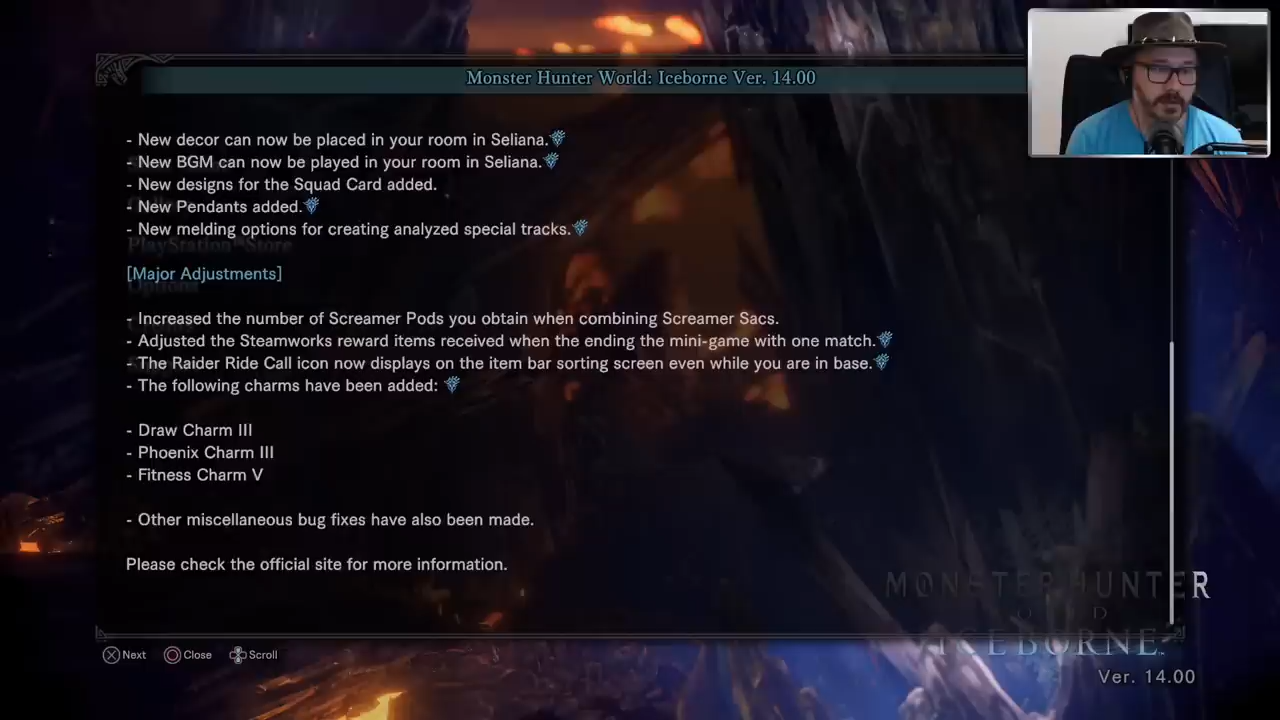 Monster Hunter World: Iceborne Ver. 14.00
- New decor can now be placed in your room in Seliana.
- New BGM can now be played in your room in Seliana.
- New designs for the Squad Card added.
- New Pendants added.
- New melding options for creating analyzed special tracks.
PlayStation™Store
[Major Adjustments]
Options
- Increased the number of Screamer Pods you obtain when combining Screamer Sacs.
- Adjusted the Steamworks reward items received when the ending the mini-game with one match.
- The Raider Ride Call icon now displays on the item bar sorting screen even while you are in base.
- The following charms have been added:
- Draw Charm III
- Phoenix Charm III
- Fitness Charm V
- Other miscellaneous bug fixes have also been made.
Please check the official site for more information.
MONSTER HUNTER
ICEBORNE
Next Close Scroll
Ver. 14.00